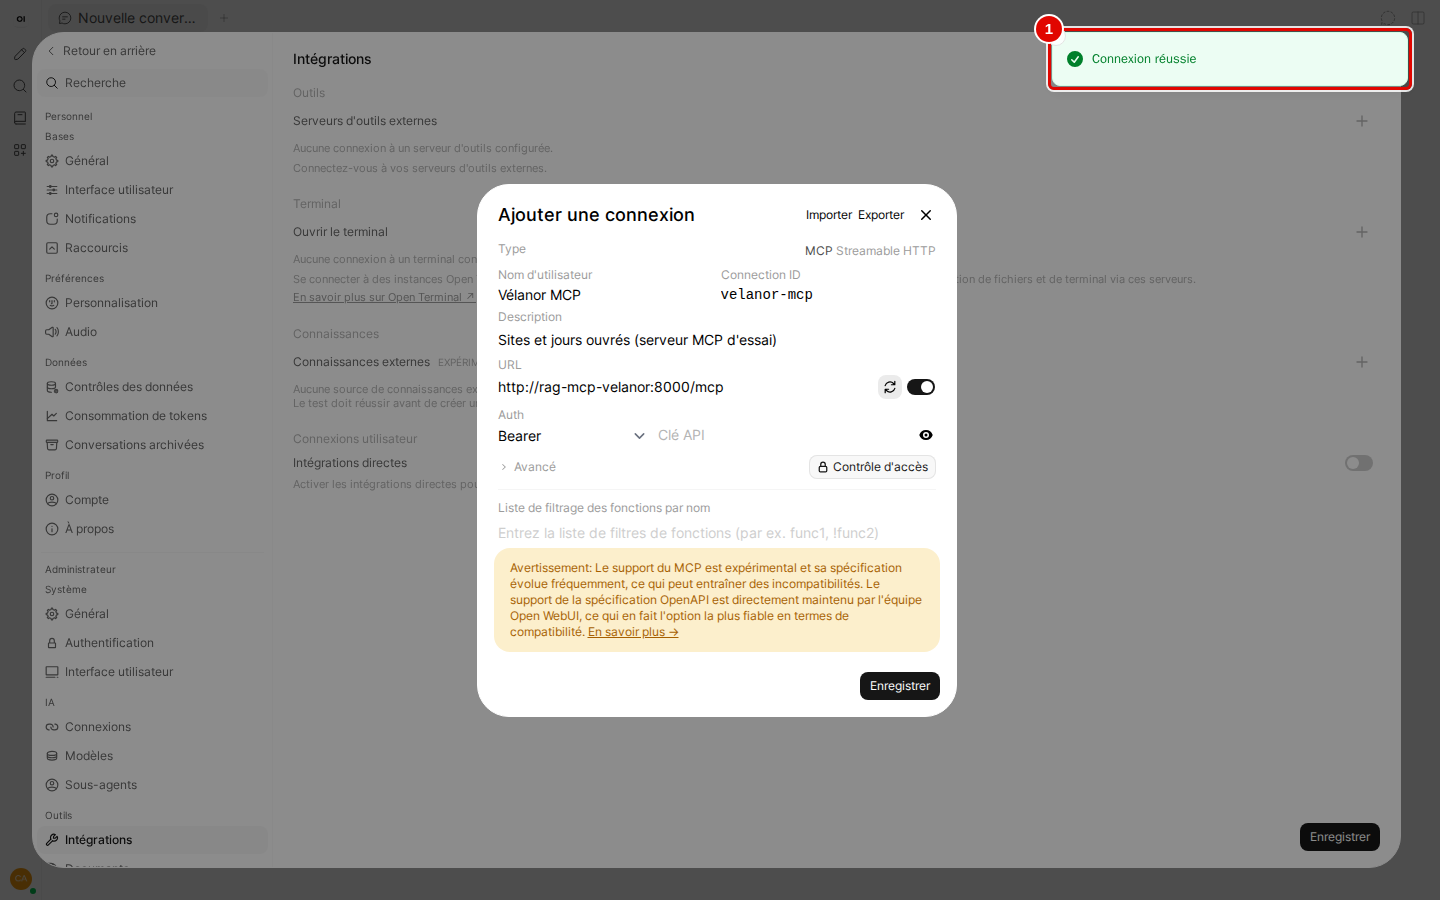 OI
Nouvelle conver...
Retour en arrière
Recherche
Personnel
Bases
Général
Interface utilisateur
Notifications
Raccourcis
Préférences
Personnalisation
Audio
Données
Contrôles des données
Consommation de tokens
Conversations archivées
Profil
Compte
À propos
Administrateur
Système
Général
Authentification
Interface utilisateur
IA
Connexions
Modèles
Sous-agents
Outils
Intégrations
CA
Intégrations
Outils
Serveurs d'outils externes
Aucune connexion à un serveur d'outils configurée.
Connectez-vous à vos serveurs d'outils externes.
Terminal
Ouvrir le terminal
Aucune connexion à un terminal con
Se connecter à des instances Open
tion de fichiers et de terminal via ces serveurs.
En savoir plus sur Open Terminal ↗
Connaissances
Connaissances externes EXPÉRIM
Aucune source de connaissances ex
Le test doit réussir avant de créer u
Connexions utilisateur
Intégrations directes
Activer les intégrations directes pou
Enregistrer
1
Connexion réussie
Ajouter une connexion
Importer Exporter
Type
MCP Streamable HTTP
Nom d'utilisateur
Connection ID
Vélanor MCP
velanor-mcp
Description
Sites et jours ouvrés (serveur MCP d'essai)
URL
http://rag-mcp-velanor:8000/mcp
Auth
Bearer
Clé API
Avancé
Contrôle d'accès
Liste de filtrage des fonctions par nom
Entrez la liste de filtres de fonctions (par ex. func1, !func2)
Avertissement: Le support du MCP est expérimental et sa spécification
évolue fréquemment, ce qui peut entraîner des incompatibilités. Le
support de la spécification OpenAPI est directement maintenu par l'équipe
Open WebUI, ce qui en fait l'option la plus fiable en termes de
compatibilité. En savoir plus →
Enregistrer